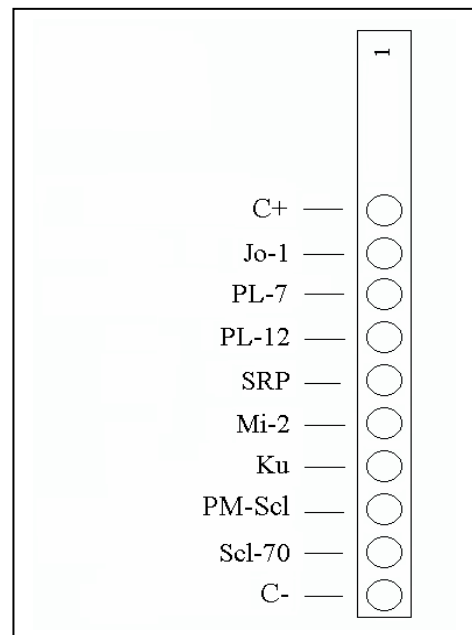 1
C+
Jo-1
PL-7
PL-12
SRP
Mi-2
Ku
PM-Scl
Scl-70
C-